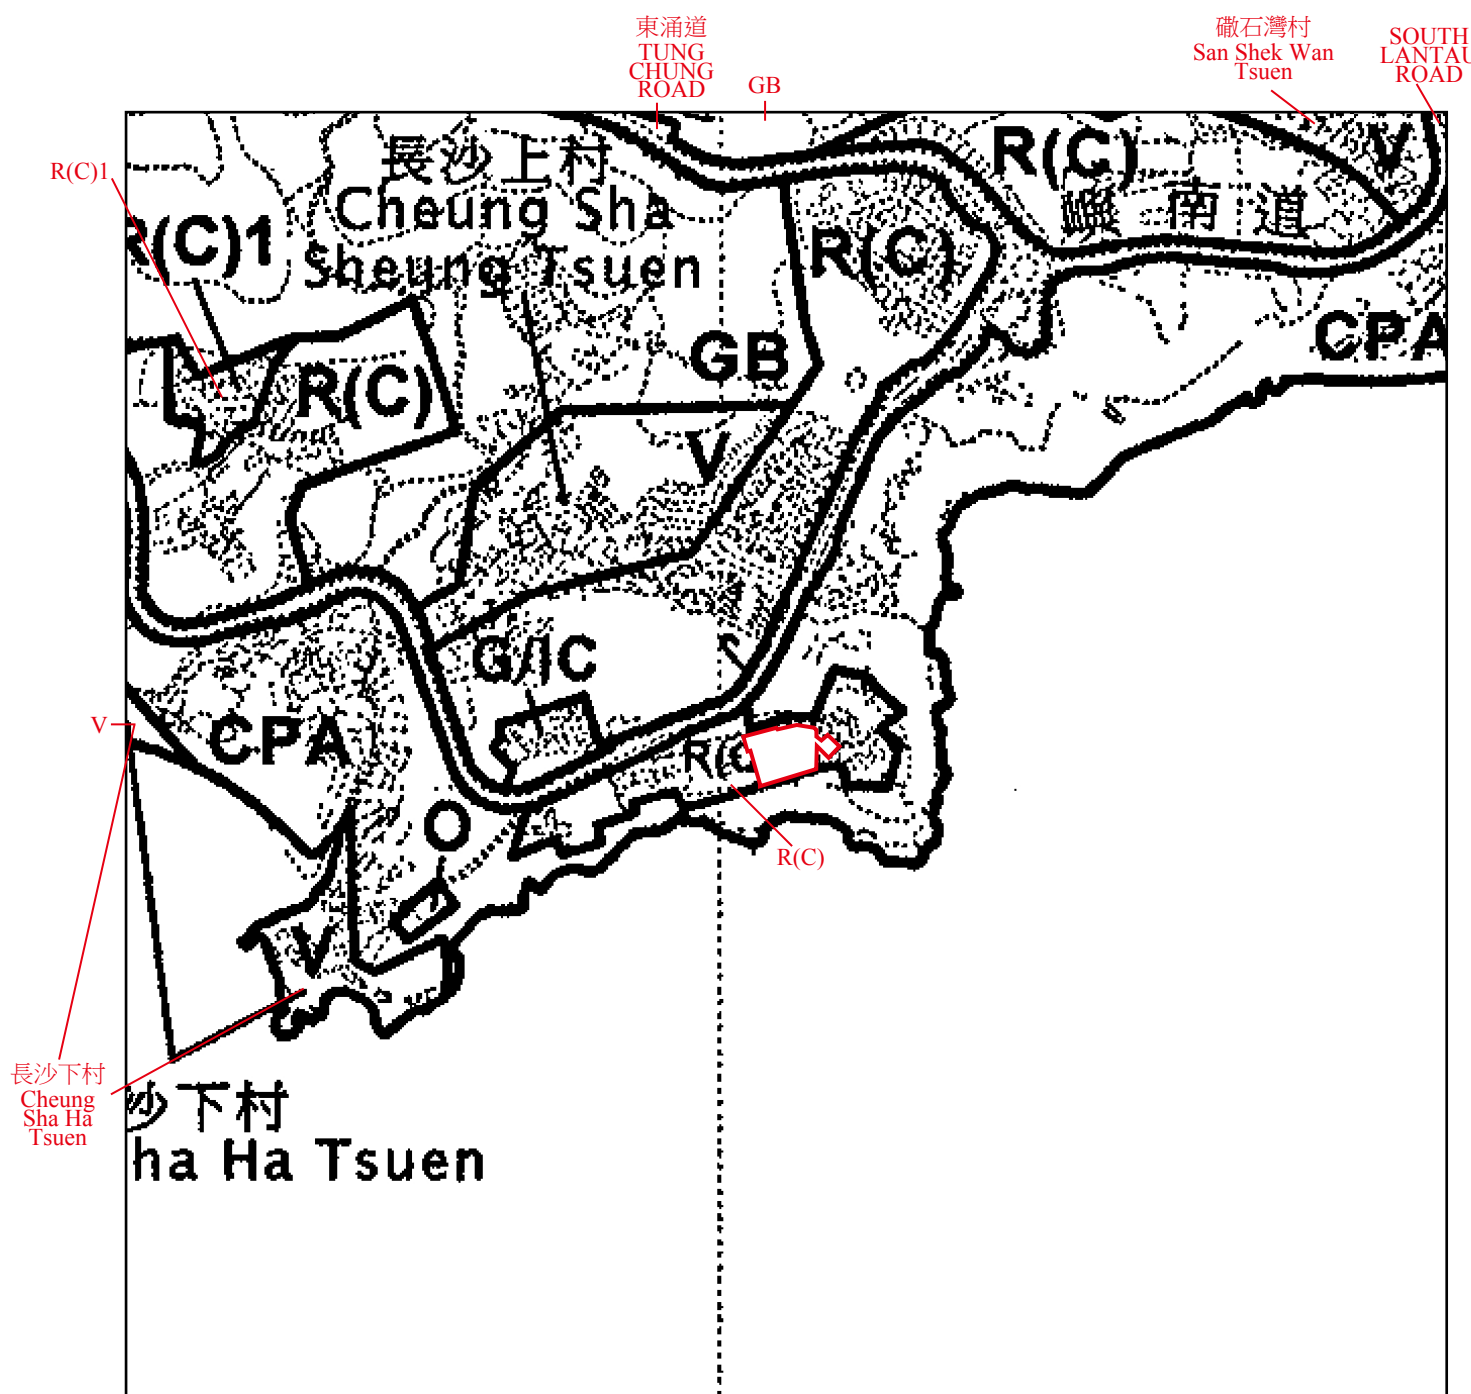 東涌道
TUNG
CHUNG
ROAD
GB
礮石灣村
San Shek Wan
Tsuen
SOUTH
LANTAU
ROAD
R(C)1
長沙上村
Cheung Sha
Sheung Tsuen
R(C)
V
嶼南道
R(C)1
R(C)
CPA
GB
R(C)
V
G/IC
V
CPA
R(C
O
R(C)
V
長沙下村
Cheung
Sha Ha
Tsuen
沙下村
ha Ha Tsuen